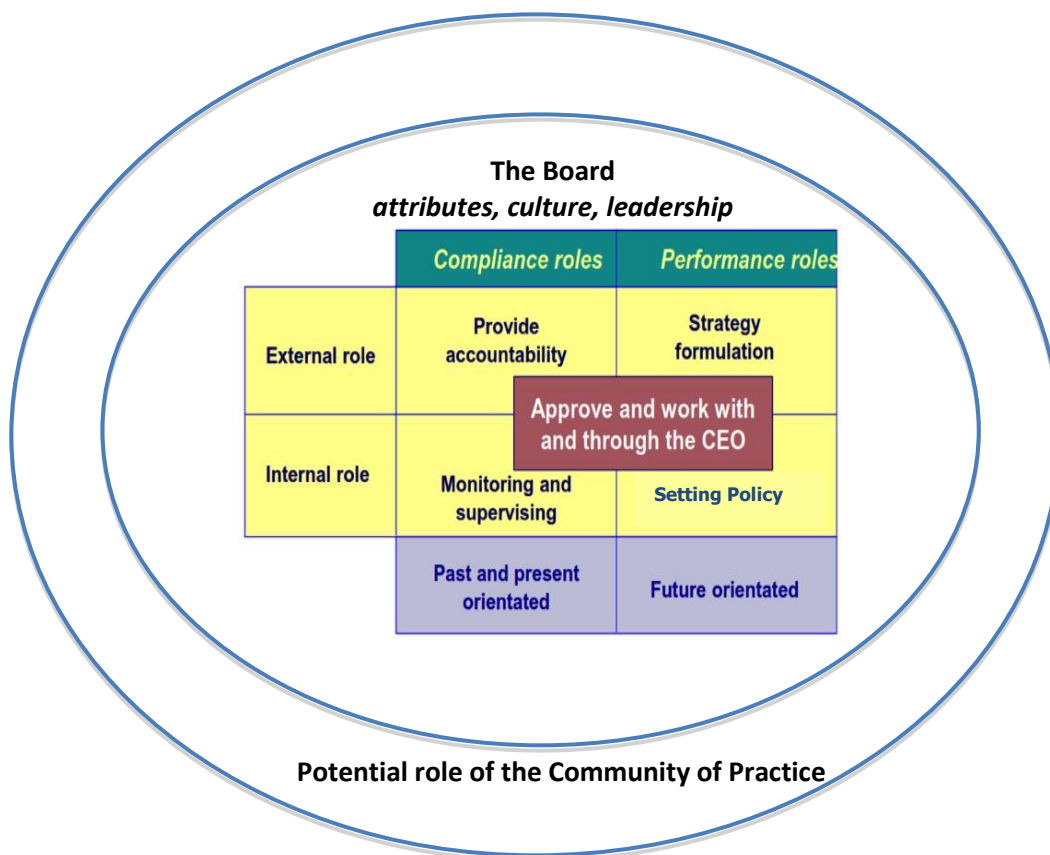 The Board
attributes, culture, leadership
Compliance roles
Performance roles
External role
Provide
accountability
Strategy
formulation
Approve and work with
and through the CEO
Internal role
Monitoring and
supervising
Setting Policy
Past and present
orientated
Future orientated
Potential role of the Community of Practice